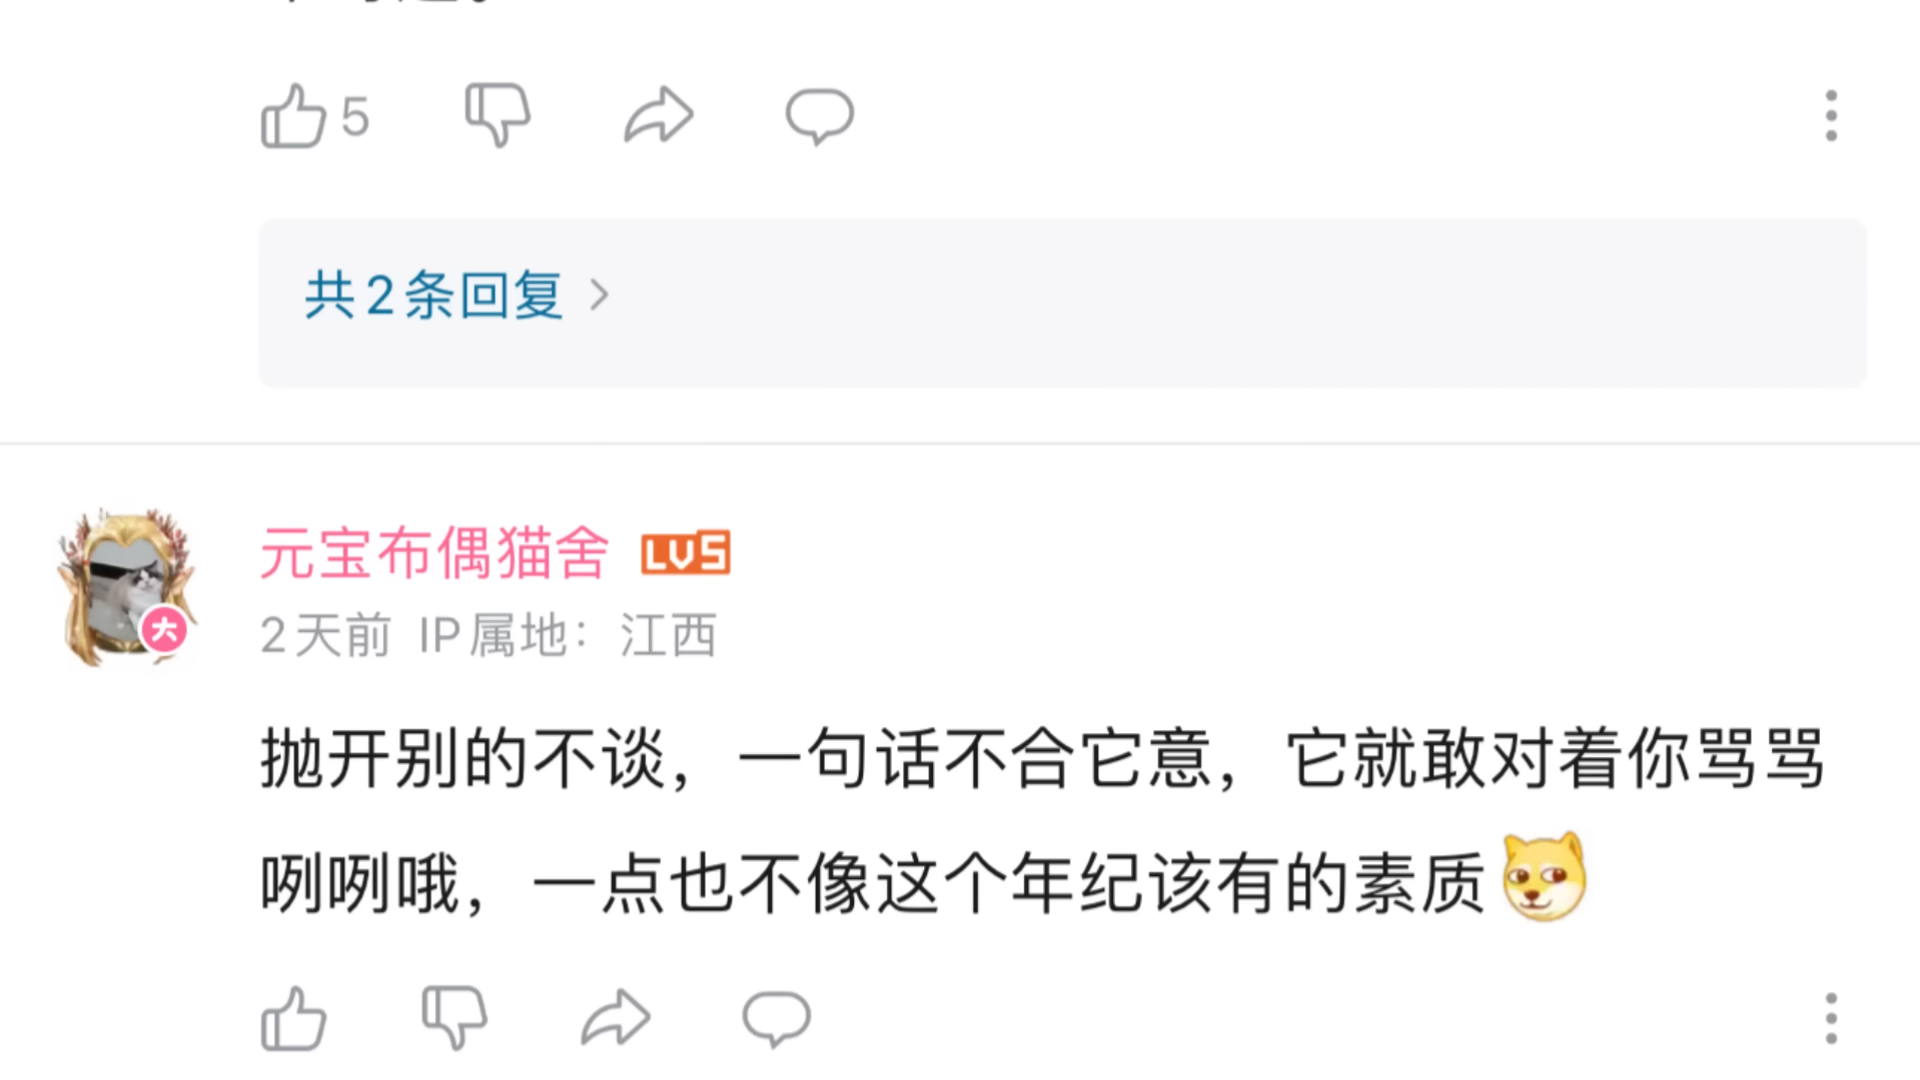 5
共2条回复
元宝布偶猫舍 LV5
2天前 IP属地：江西
抛开别的不谈，一句话不合它意，它就敢对着你骂骂
咧咧哦，一点也不像这个年纪该有的素质